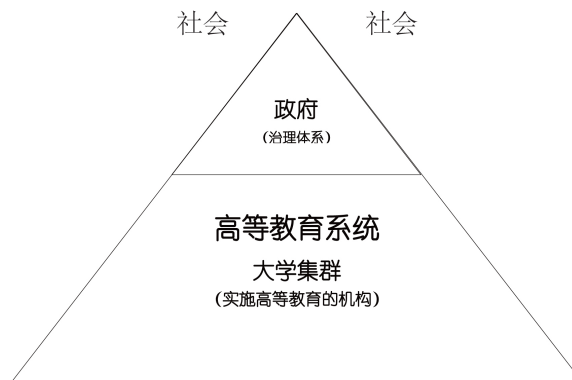 社会 社会
政府
(治理体系)
高等教育系统
大学集群
(实施高等教育的机构)